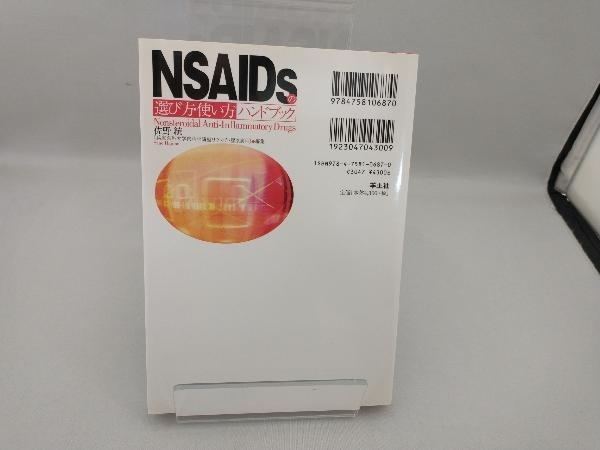 NSAIDsの
選び方・使い方ハンドブック
Nonsteroidal Anti-Inflammatory Drugs
佐野 統
9784758106870
1923047043009
ISBN978-4-7581-0687-0
C3047 ¥4300E
羊土社